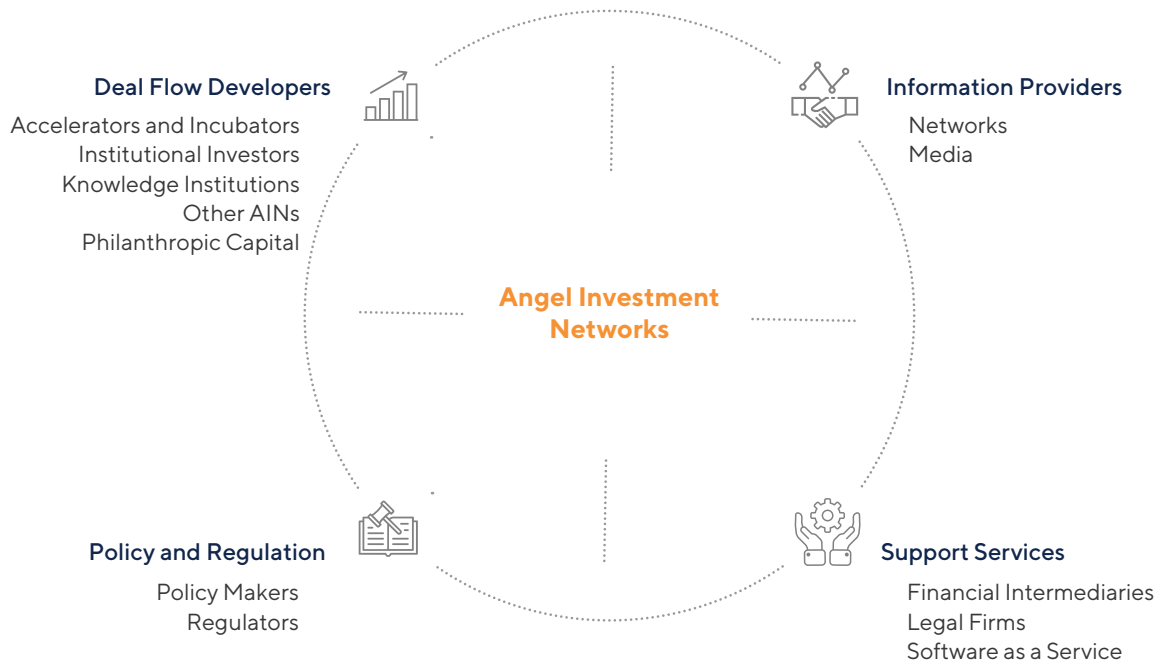 Deal Flow Developers
Accelerators and Incubators
Institutional Investors
Knowledge Institutions
Other AINs
Philanthropic Capital
Information Providers
Networks
Media
Angel Investment
Networks
Policy and Regulation
Policy Makers
Regulators
Support Services
Financial Intermediaries
Legal Firms
Software as a Service